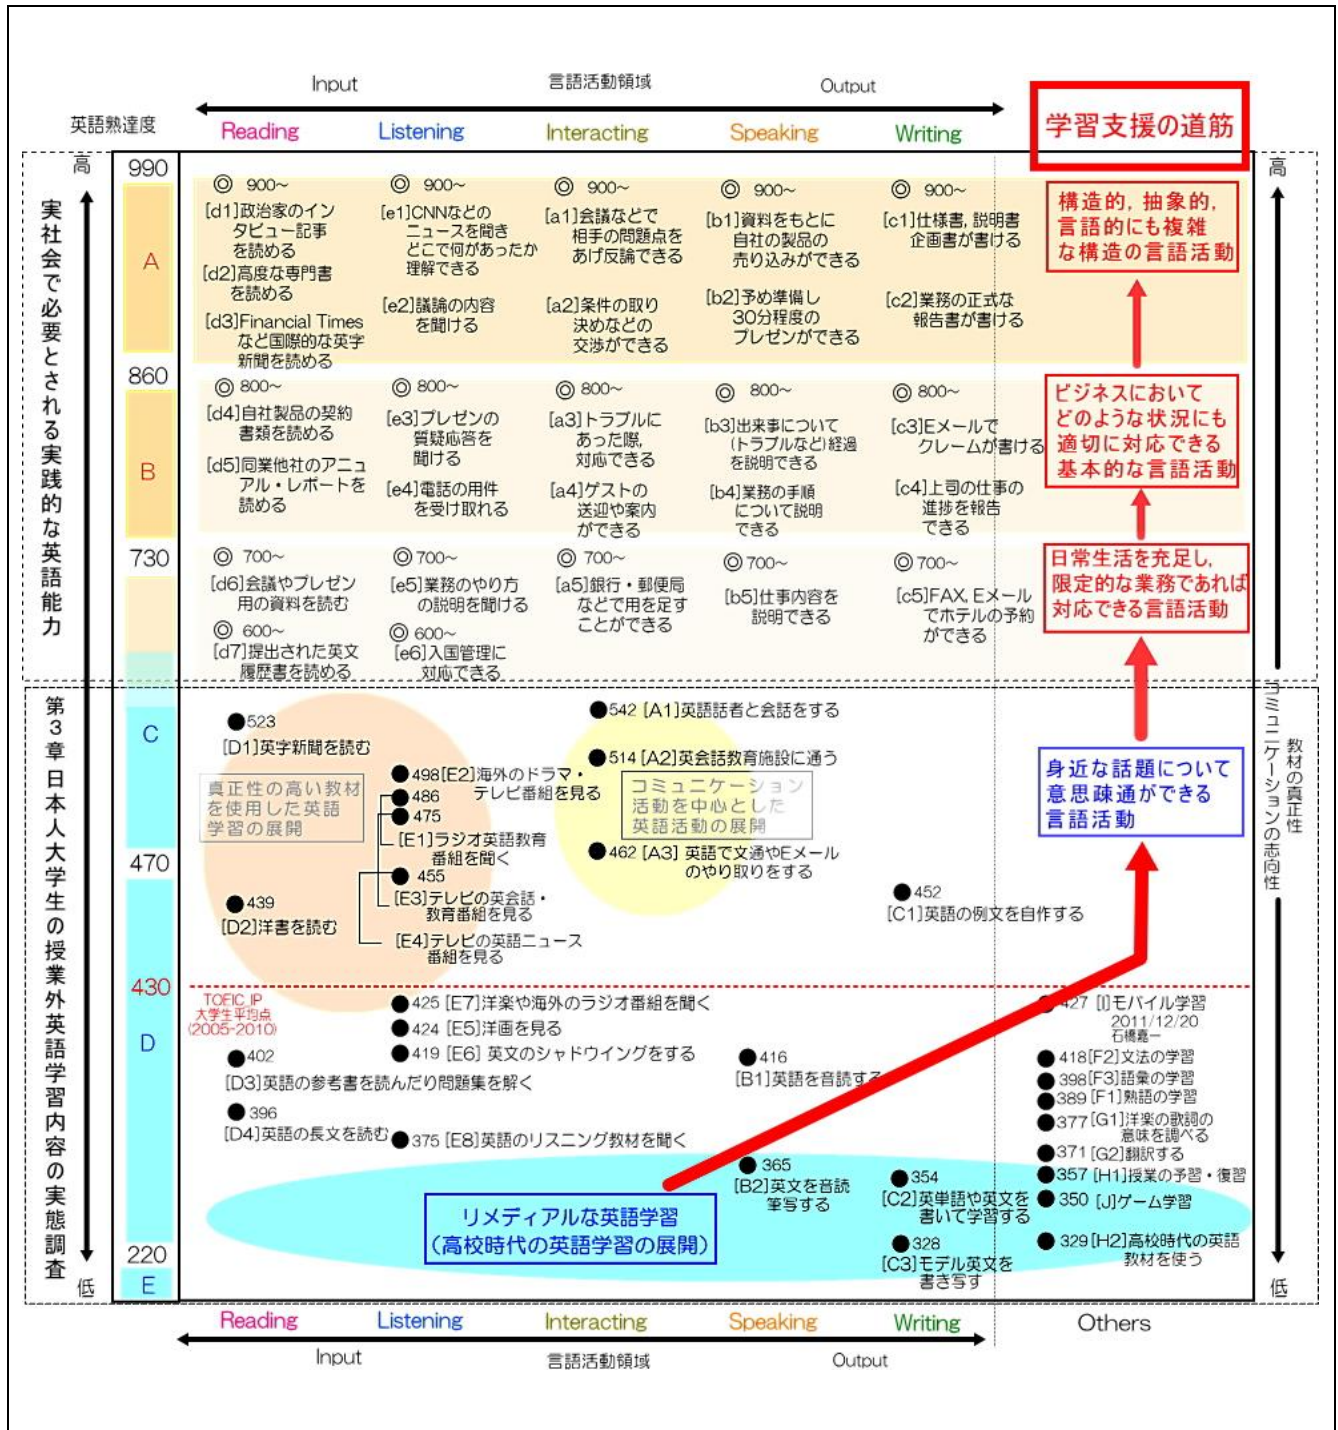 Input
言語活動領域
Output
英語熟達度
Reading
Listening
Interacting
Speaking
Writing
学習支援の道筋
高
990
高
実社会で必要とされる実践的な英語能力
A
◎ 900～
[d1]政治家のイン
タビュー記事
を読める
[d2]高度な専門書
を読める
[d3]Financial Times
など国際的な英字
新聞を読める
◎ 900～
[e1]CNNなどの
ニュースを聞き
どこで何があったか
理解できる
[e2]議論の内容
を聞ける
◎ 900～
[a1]会議などで
相手の問題点を
あげ反論できる
[a2]条件の取り
決めなどの
交渉ができる
◎ 900～
[b1]資料をもとに
自社の製品の
売り込みができる
[b2]予め準備し
30分程度の
プレゼンができる
◎ 900～
[c1]仕様書,説明書
企画書が書ける
[c2]業務の正式な
報告書が書ける
構造的,抽象的,
言語的にも複雑
な構造の言語活動
860
B
◎ 800～
[d4]自社製品の契約
書類を読める
[d5]同業他社のアニュ
アル・レポートを
読める
◎ 800～
[e3]プレゼンの
質疑応答を
聞ける
[e4]電話の用件
を受け取れる
◎ 800～
[a3]トラブルに
あった際,
対応できる
[a4]ゲストの
送迎や案内
ができる
◎ 800～
[b3]出来事について
(トラブルなど)経過
を説明できる
[b4]業務の手順
について説明
できる
◎ 800～
[c3]Eメールで
クレームが書ける
[c4]上司の仕事の
進捗を報告
できる
ビジネスにおいて
どのような状況にも
適切に対応できる
基本的な言語活動
730
◎ 700～
[d6]会議やプレゼン
用の資料を読む
◎ 600～
[d7]提出された英文
履歴書を読める
◎ 700～
[e5]業務のやり方
の説明を聞ける
◎ 600～
[e6]入国管理に
対応できる
◎ 700～
[a5]銀行・郵便局
などで用を足す
ことができる
◎ 700～
[b5]仕事内容を
説明できる
◎ 700～
[c5]FAX, Eメール
でホテルの予約
ができる
日常生活を充足し,
限定的な業務であれば
対応できる言語活動
第3章 日本人大学生の授業外英語学習内容の実態調査
コミュニケーションの志向性
教材の真正性
C
●523
[D1]英字新聞を読む
真正性の高い教材
を使用した英語
学習の展開
●498[E2]海外のドラマ・
テレビ番組を見る
●486
●475
[E1]ラジオ英語教育
番組を聞く
●455
[E3]テレビの英会話・
教育番組を見る
[E4]テレビの英語ニュース
番組を見る
●542 [A1]英語話者と会話をする
●514 [A2]英会話教育施設に通う
コミュニケーション
活動を中心とした
英語活動の展開
●462 [A3] 英語で文通やEメール
のやり取りをする
身近な話題について
意思疎通ができる
言語活動
470
●439
[D2]洋書を読む
●452
[C1]英語の例文を自作する
430
TOEIC_IP
大学生平均点
(2005-2010)
D
●425 [E7]洋楽や海外のラジオ番組を聞く
●424 [E5]洋画を見る
●419 [E6] 英文のシャドウイングをする
●402
[D3]英語の参考書を読んだり問題集を解く
●396
[D4]英語の長文を読む
●375 [E8]英語のリスニング教材を聞く
●416
[B1]英語を音読する
●365
[B2]英文を音読
筆写する
●354
[C2]英単語や英文を
書いて学習する
●328
[C3]モデル英文を
書き写す
●427 [I]モバイル学習
2011/12/20
石橋嘉一
●418[F2]文法の学習
●398[F3]語彙の学習
●389 [F1]熟語の学習
●377 [G1]洋楽の歌詞の
意味を調べる
●371 [G2]翻訳する
●357 [H1]授業の予習・復習
●350 [J]ゲーム学習
●329 [H2]高校時代の英語
教材を使う
リメディアルな英語学習
(高校時代の英語学習の展開)
220
E
低
低
Reading
Listening
Interacting
Speaking
Writing
Others
Input
言語活動領域
Output